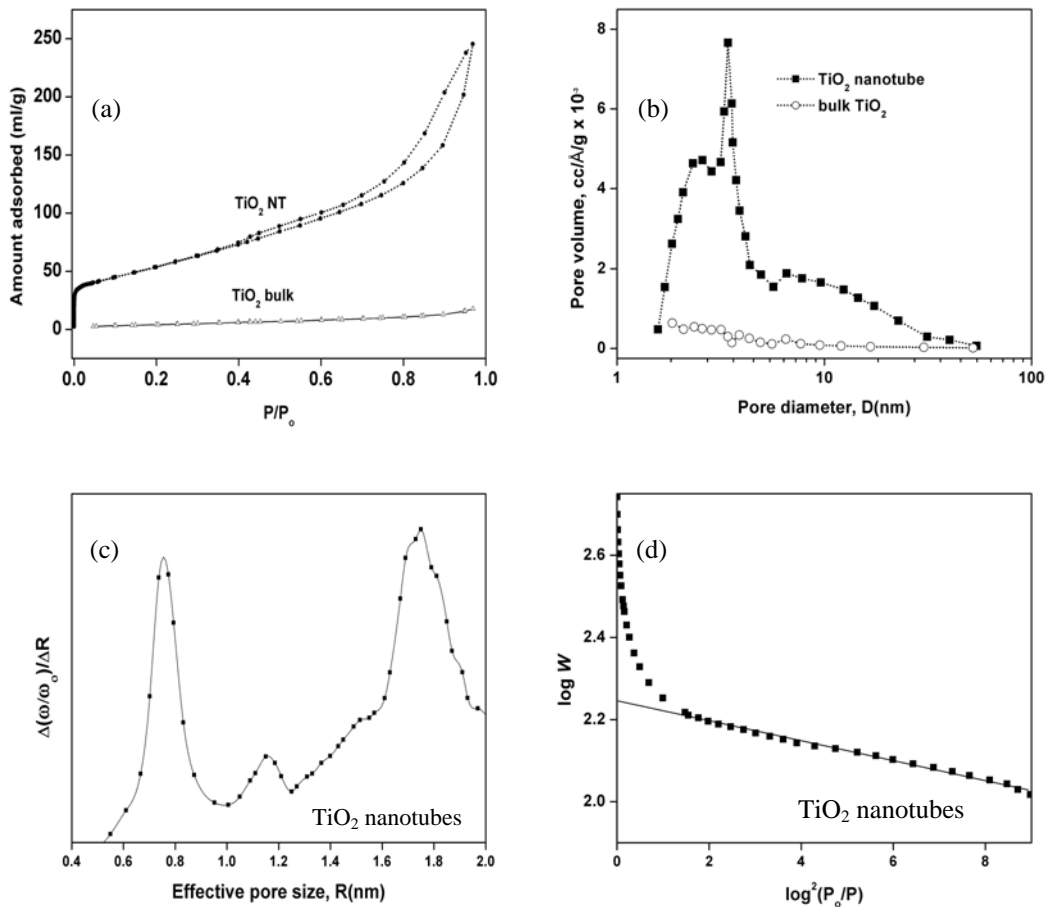 (a)
Amount adsorbed (ml/g)
250
200
150
100
50
0
TiO₂ NT
TiO₂ bulk
0.0 0.2 0.4 0.6 0.8 1.0
P/Pₒ
(b)
Pore volume, cc/Å/g x 10⁻³
8
6
4
2
0
TiO₂ nanotube
bulk TiO₂
1 10 100
Pore diameter, D(nm)
(c)
Δ(ω/ωₒ)/ΔR
TiO₂ nanotubes
0.4 0.6 0.8 1.0 1.2 1.4 1.6 1.8 2.0
Effective pore size, R(nm)
(d)
log W
2.6
2.4
2.2
2.0
TiO₂ nanotubes
0 2 4 6 8
log²(Pₒ/P)